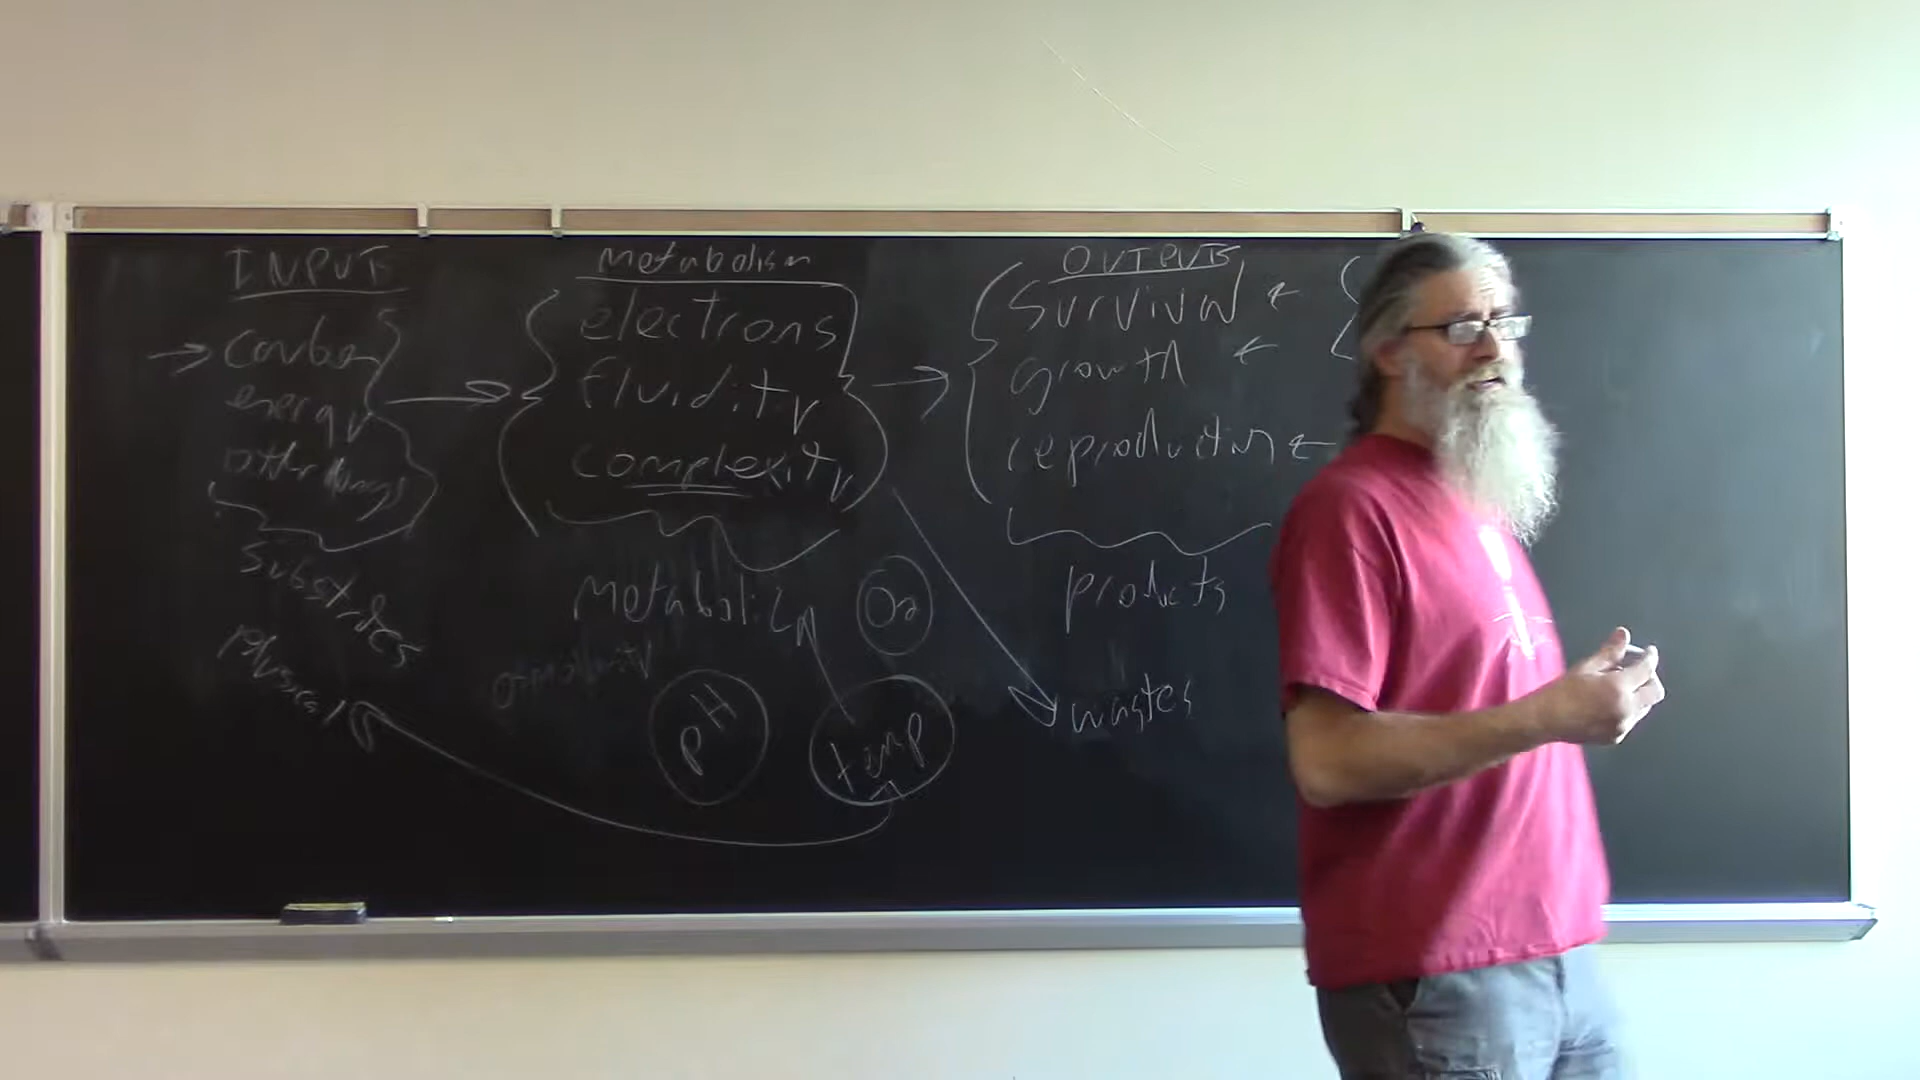 INPUT
carbon
energy
other things
substrates
physical
metabolism
electrons
fluidity
complexity
metabolic
O2
osmolarity
pH
temp
OUTPUTS
survival
growth
reproduction
products
wastes